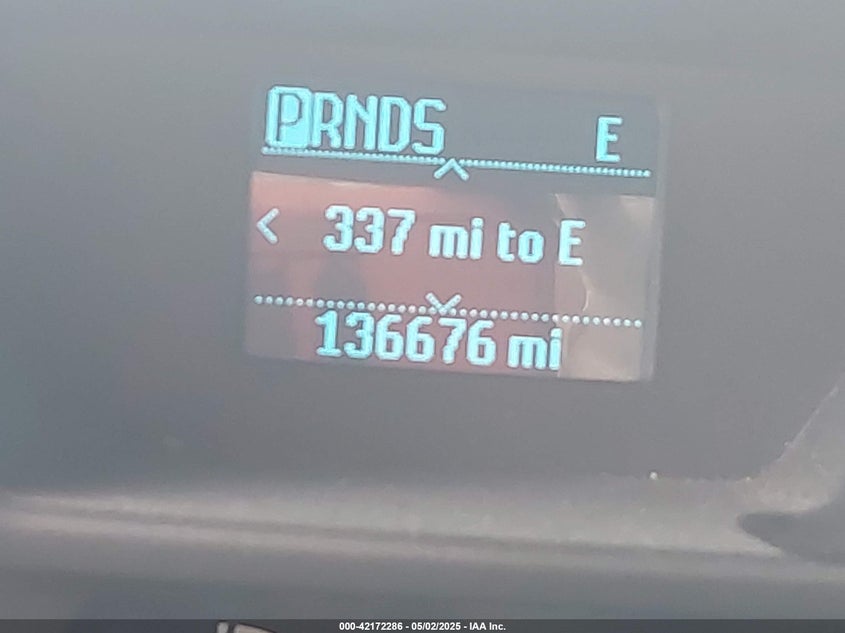 PRNDS E
< 337 mi to E
136676 mi
000-42172286 - 05/02/2025 - IAA Inc.